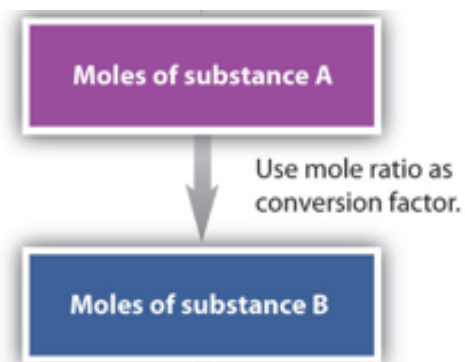 Moles of substance A
Use mole ratio as
conversion factor.
Moles of substance B